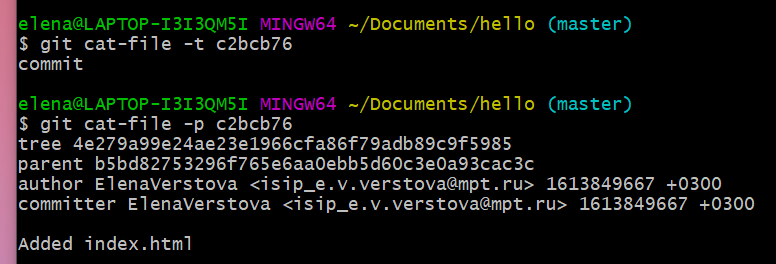 elena@LAPTOP-I3I3QM5I MINGW64 ~/Documents/hello (master)
$ git cat-file -t c2bcb76
commit
elena@LAPTOP-I3I3QM5I MINGW64 ~/Documents/hello (master)
$ git cat-file -p c2bcb76
tree 4e279a99e24ae23e1966cfa86f79adb89c9f5985
parent b5bd82753296f765e6aa0ebb5d60c3e0a93cac3c
author ElenaVerstova <isip_e.v.verstova@mpt.ru> 1613849667 +0300
committer ElenaVerstova <isip_e.v.verstova@mpt.ru> 1613849667 +0300
Added index.html